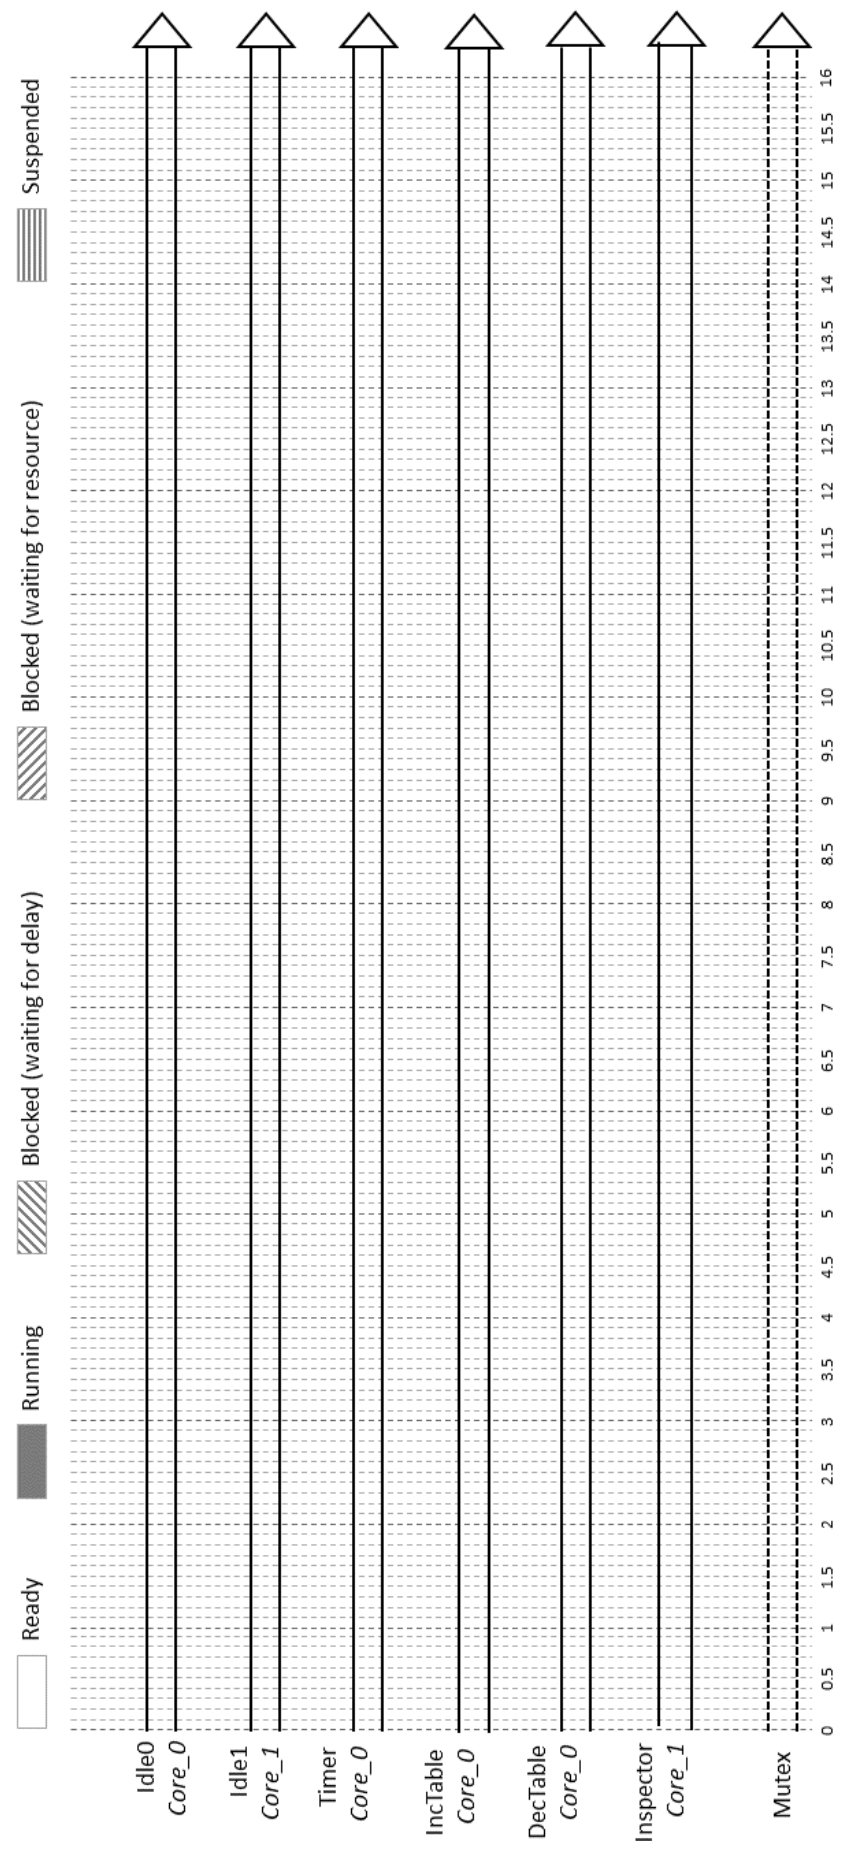 Ready Running Blocked (waiting for delay) Blocked (waiting for resource) Suspended
Idle0
Core_0
Idle1
Core_1
Timer
Core_0
IncTable
Core_0
DecTable
Core_0
Inspector
Core_1
Mutex
0 0.5 1 1.5 2 2.5 3 3.5 4 4.5 5 5.5 6 6.5 7 7.5 8 8.5 9 9.5 10 10.5 11 11.5 12 12.5 13 13.5 14 14.5 15 15.5 16